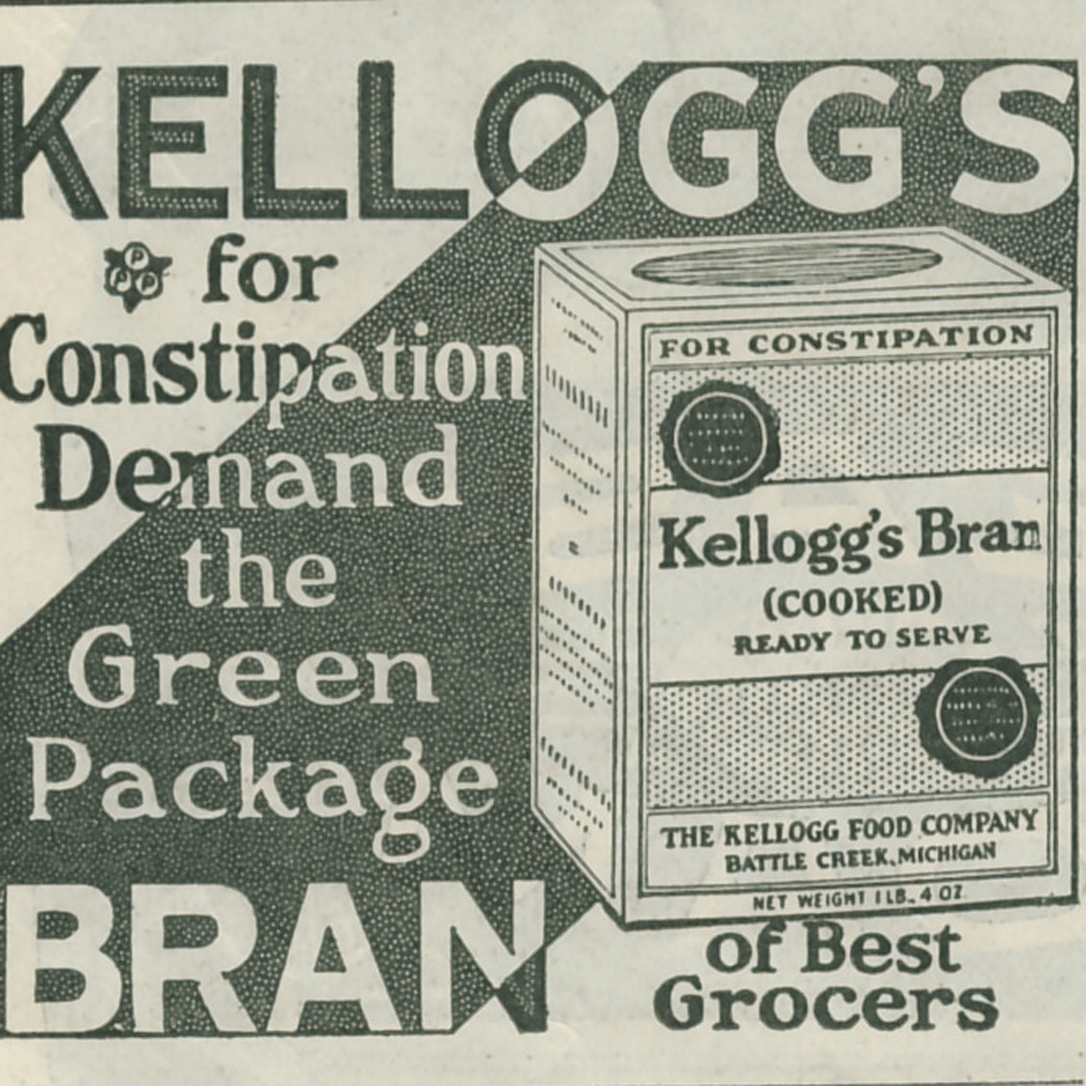 KELLOGG'S
P
P P
for
Constipation
Demand
the
Green
Package
BRAN
FOR CONSTIPATION
Kellogg's Bran
(COOKED)
READY TO SERVE
THE KELLOGG FOOD COMPANY
BATTLE CREEK, MICHIGAN
NET WEIGHT 1 LB. 4 OZ.
of Best
Grocers